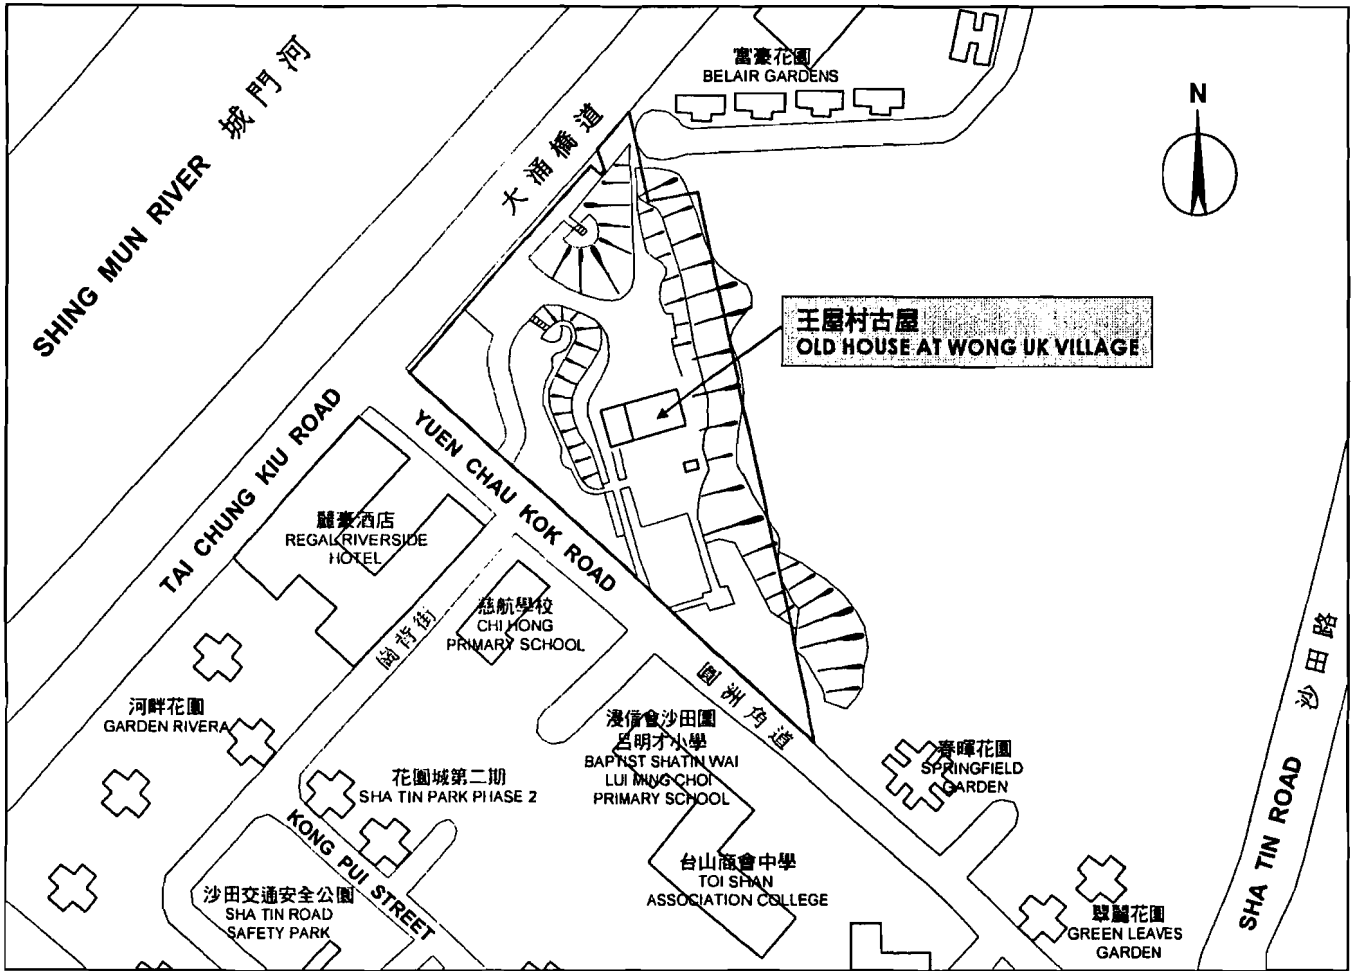 富豪花園
BELAIR GARDENS
N
SHING MUN RIVER 城門河
大涌橋道
王屋村古屋
OLD HOUSE AT WONG UK VILLAGE
TAI CHUNG KIU ROAD
YUEN CHAU KOK ROAD
麗豪酒店
REGAL RIVERSIDE
HOTEL
慈航學校
CHI HONG
PRIMARY SCHOOL
崗背街
圓洲角道
沙田路
SHA TIN ROAD
河畔花園
GARDEN RIVERA
浸信會沙田圍
呂明才小學
BAPTIST SHATIN WAI
LUI MING CHOI
PRIMARY SCHOOL
春暉花園
SPRINGFIELD
GARDEN
花園城第二期
SHA TIN PARK PHASE 2
KONG PUI STREET
台山商會中學
TOI SHAN
ASSOCIATION COLLEGE
沙田交通安全公園
SHA TIN ROAD
SAFETY PARK
翠麗花園
GREEN LEAVES
GARDEN